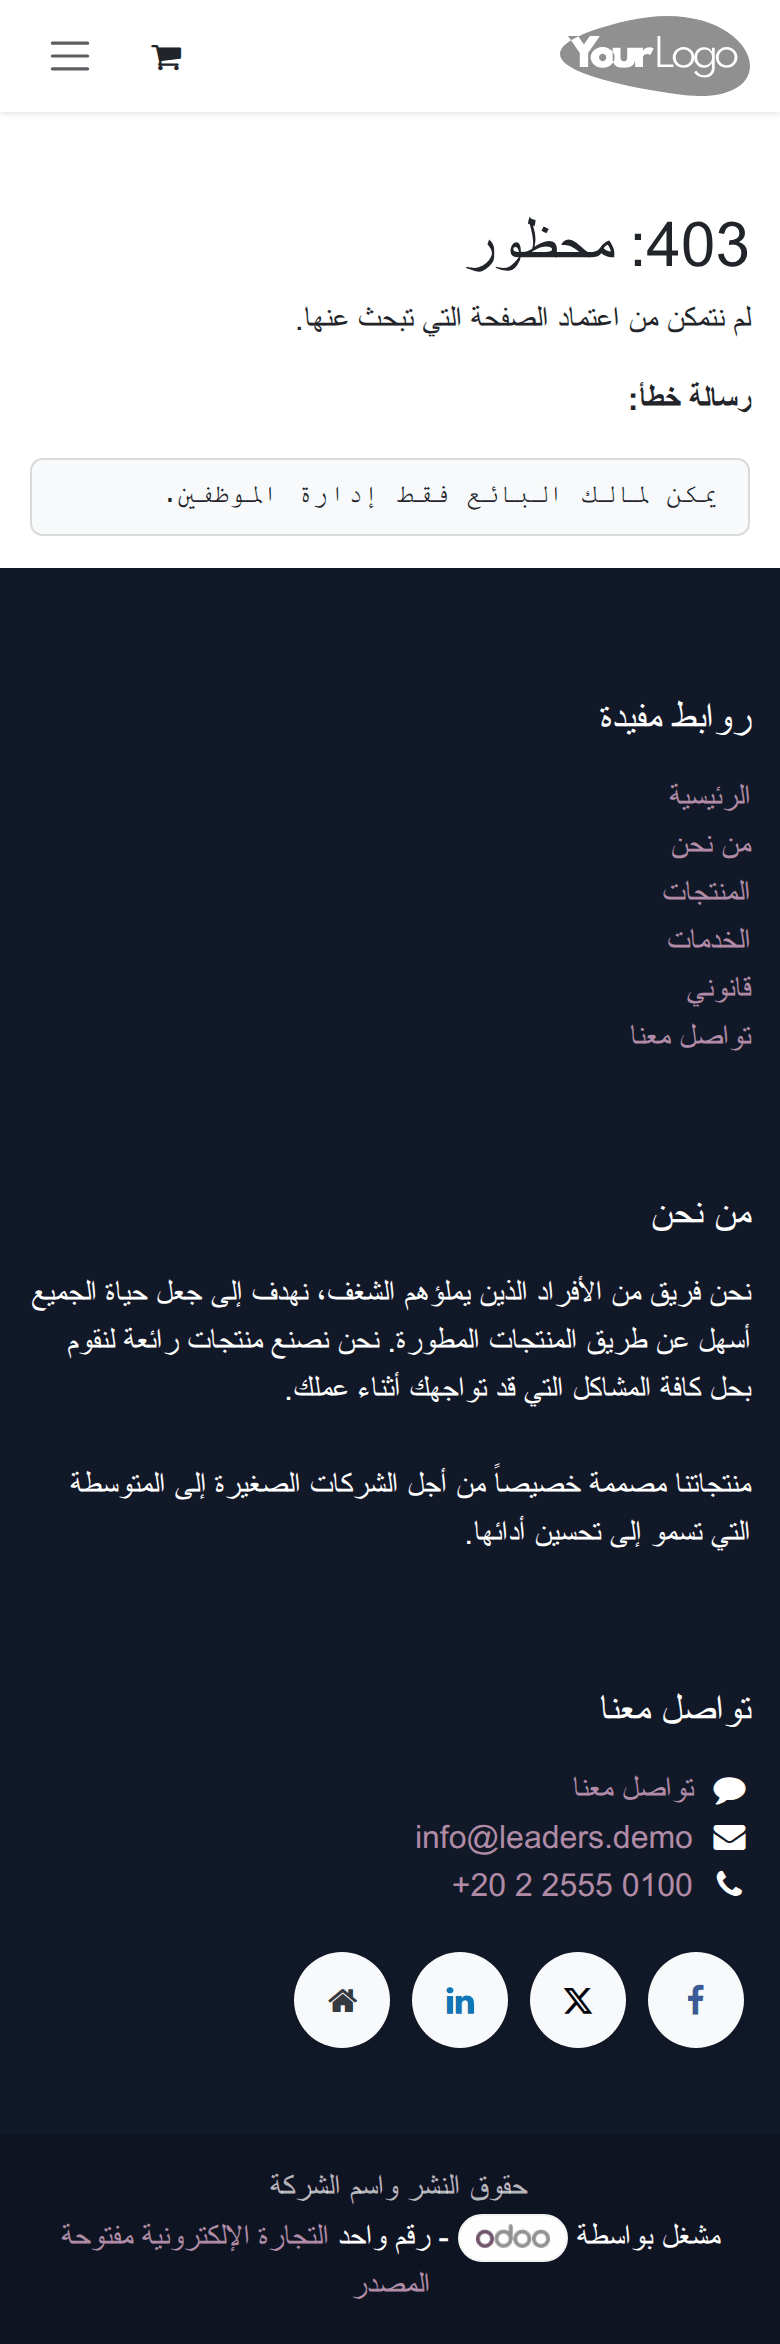 YourLogo
403: محظور
لم نتمكن من اعتماد الصفحة التي تبحث عنها.
رسالة خطأ:
يمكن لمالك البائع فقط إدارة الموظفين.
روابط مفيدة
الرئيسية
من نحن
المنتجات
الخدمات
قانوني
تواصل معنا
من نحن
نحن فريق من الأفراد الذين يملؤهم الشغف، نهدف إلى جعل حياة الجميع
أسهل عن طريق المنتجات المطورة. نحن نصنع منتجات رائعة لنقوم
بحل كافة المشاكل التي قد تواجهك أثناء عملك.
منتجاتنا مصممة خصيصاً من أجل الشركات الصغيرة إلى المتوسطة
التي تسمو إلى تحسين أدائها.
تواصل معنا
تواصل معنا
info@leaders.demo
+20 2 2555 0100
حقوق النشر واسم الشركة
مشغل بواسطة odoo - رقم واحد التجارة الإلكترونية مفتوحة
المصدر